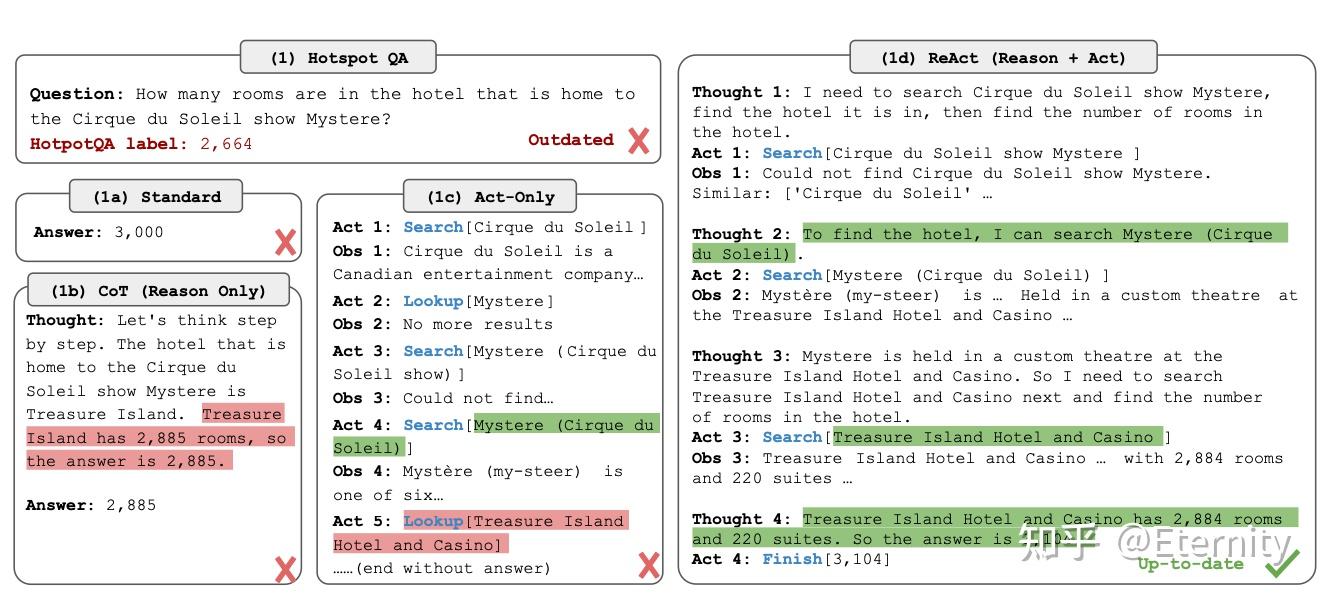 (1) Hotspot QA
Question: How many rooms are in the hotel that is home to
the Cirque du Soleil show Mystere?
HotpotQA label: 2,664
Outdated
(1a) Standard
Answer: 3,000
(1b) CoT (Reason Only)
Thought: Let's think step
by step. The hotel that is
home to the Cirque du
Soleil show Mystere is
Treasure Island. Treasure
Island has 2,885 rooms, so
the answer is 2,885.
Answer: 2,885
(1c) Act-Only
Act 1: Search[Cirque du Soleil]
Obs 1: Cirque du Soleil is a
Canadian entertainment company…
Act 2: Lookup[Mystere]
Obs 2: No more results
Act 3: Search[Mystere (Cirque du
Soleil show)]
Obs 3: Could not find…
Act 4: Search[Mystere (Cirque du
Soleil)]
Obs 4: Mystère (my-steer) is
one of six…
Act 5: Lookup[Treasure Island
Hotel and Casino]
……(end without answer)
(1d) ReAct (Reason + Act)
Thought 1: I need to search Cirque du Soleil show Mystere,
find the hotel it is in, then find the number of rooms in
the hotel.
Act 1: Search[Cirque du Soleil show Mystere ]
Obs 1: Could not find Cirque du Soleil show Mystere.
Similar: ['Cirque du Soleil' …
Thought 2: To find the hotel, I can search Mystere (Cirque
du Soleil).
Act 2: Search[Mystere (Cirque du Soleil) ]
Obs 2: Mystère (my-steer) is … Held in a custom theatre at
the Treasure Island Hotel and Casino …
Thought 3: Mystere is held in a custom theatre at the
Treasure Island Hotel and Casino. So I need to search
Treasure Island Hotel and Casino next and find the number
of rooms in the hotel.
Act 3: Search[Treasure Island Hotel and Casino ]
Obs 3: Treasure Island Hotel and Casino … with 2,884 rooms
and 220 suites …
Thought 4: Treasure Island Hotel and Casino has 2,884 rooms
and 220 suites. So the answer is
Act 4: Finish[3,104]
Up-to-date
知乎 @Eternity